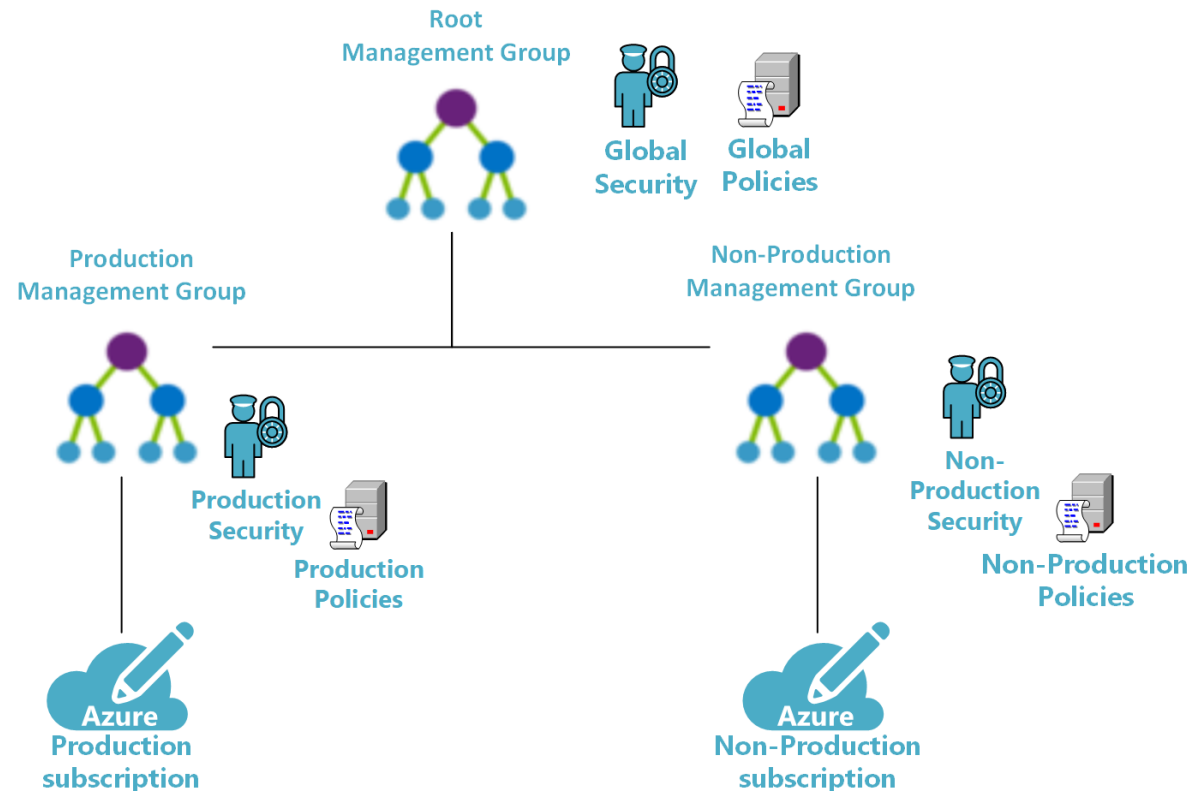 Root
Management Group
Global
Security
Global
Policies
Production
Management Group
Non-Production
Management Group
Production
Security
Production
Policies
Non-
Production
Security
Non-Production
Policies
Azure
Production
subscription
Azure
Non-Production
subscription